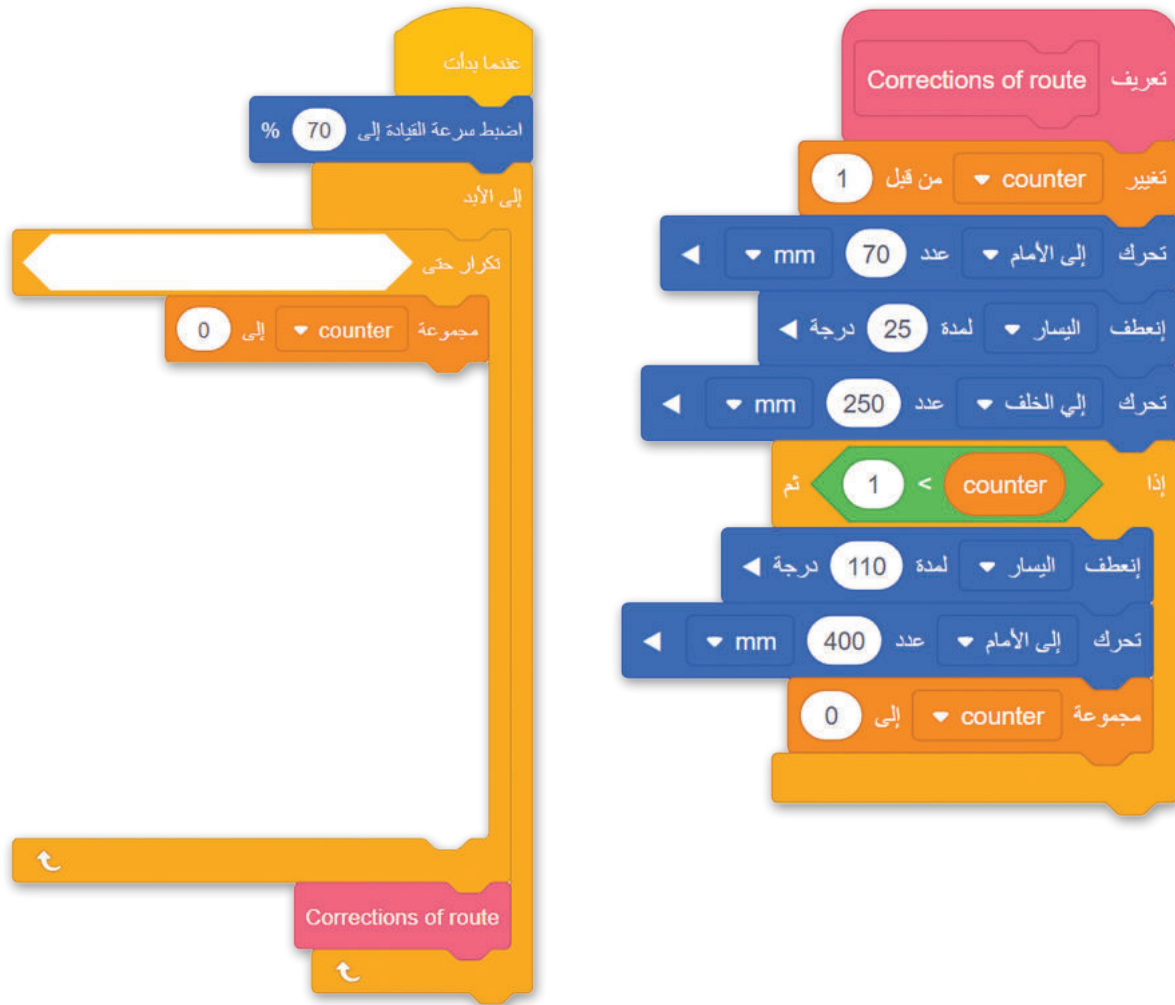 عندما بدأت
اضبط سرعة القيادة إلى 70 %
إلى الأبد
تكرار حتى
مجموعة counter إلى 0
Corrections of route
تعريف Corrections of route
تغيير counter من قبل 1
تحرك إلى الأمام عدد 70 mm
إنعطف اليسار لمدة 25 درجة
تحرك إلي الخلف عدد 250 mm
إذا counter < 1 ثم
إنعطف اليسار لمدة 110 درجة
تحرك إلى الأمام عدد 400 mm
مجموعة counter إلى 0